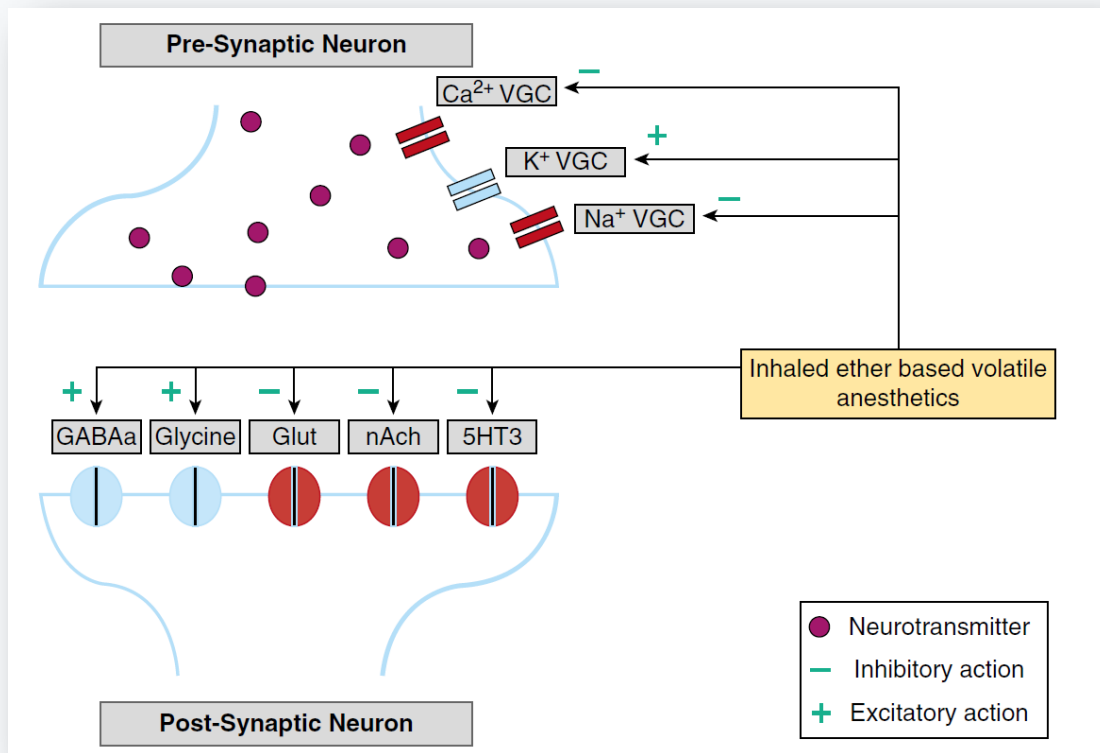 Pre-Synaptic Neuron
−
Ca²⁺ VGC
+
K⁺ VGC
−
Na⁺ VGC
Inhaled ether based volatile
anesthetics
+ + − − −
GABAa Glycine Glut nAch 5HT3
Neurotransmitter
− Inhibitory action
+ Excitatory action
Post-Synaptic Neuron